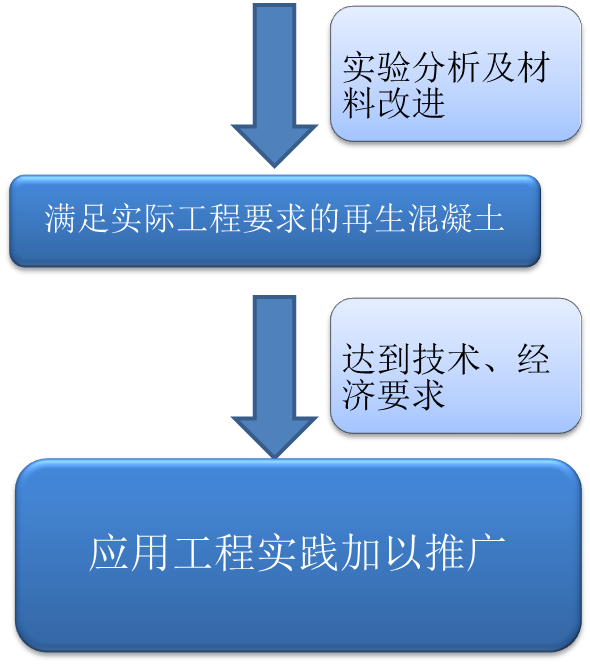 实验分析及材
料改进
满足实际工程要求的再生混凝土
达到技术、经
济要求
应用工程实践加以推广